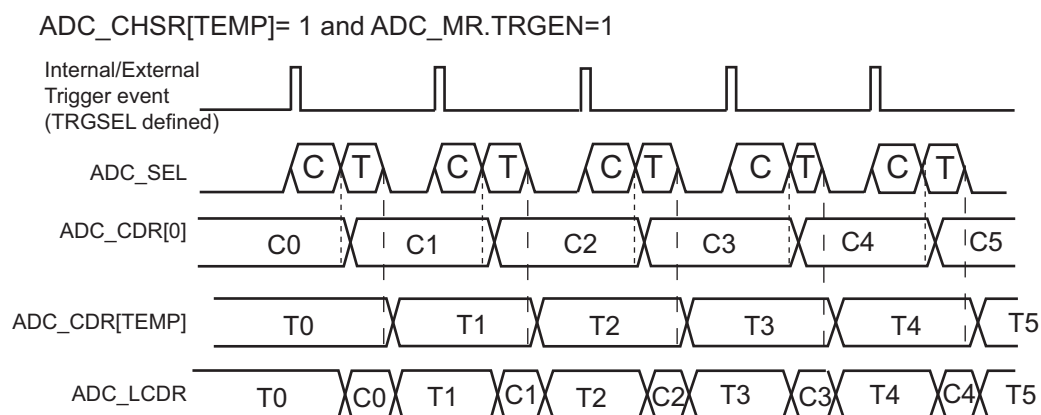 ADC_CHSR[TEMP]= 1 and ADC_MR.TRGEN=1
Internal/External
Trigger event
(TRGSEL defined)
ADC_SEL C T C T C T C T C T
ADC_CDR[0] C0 C1 C2 C3 C4 C5
ADC_CDR[TEMP] T0 T1 T2 T3 T4 T5
ADC_LCDR T0 C0 T1 C1 T2 C2 T3 C3 T4 C4 T5